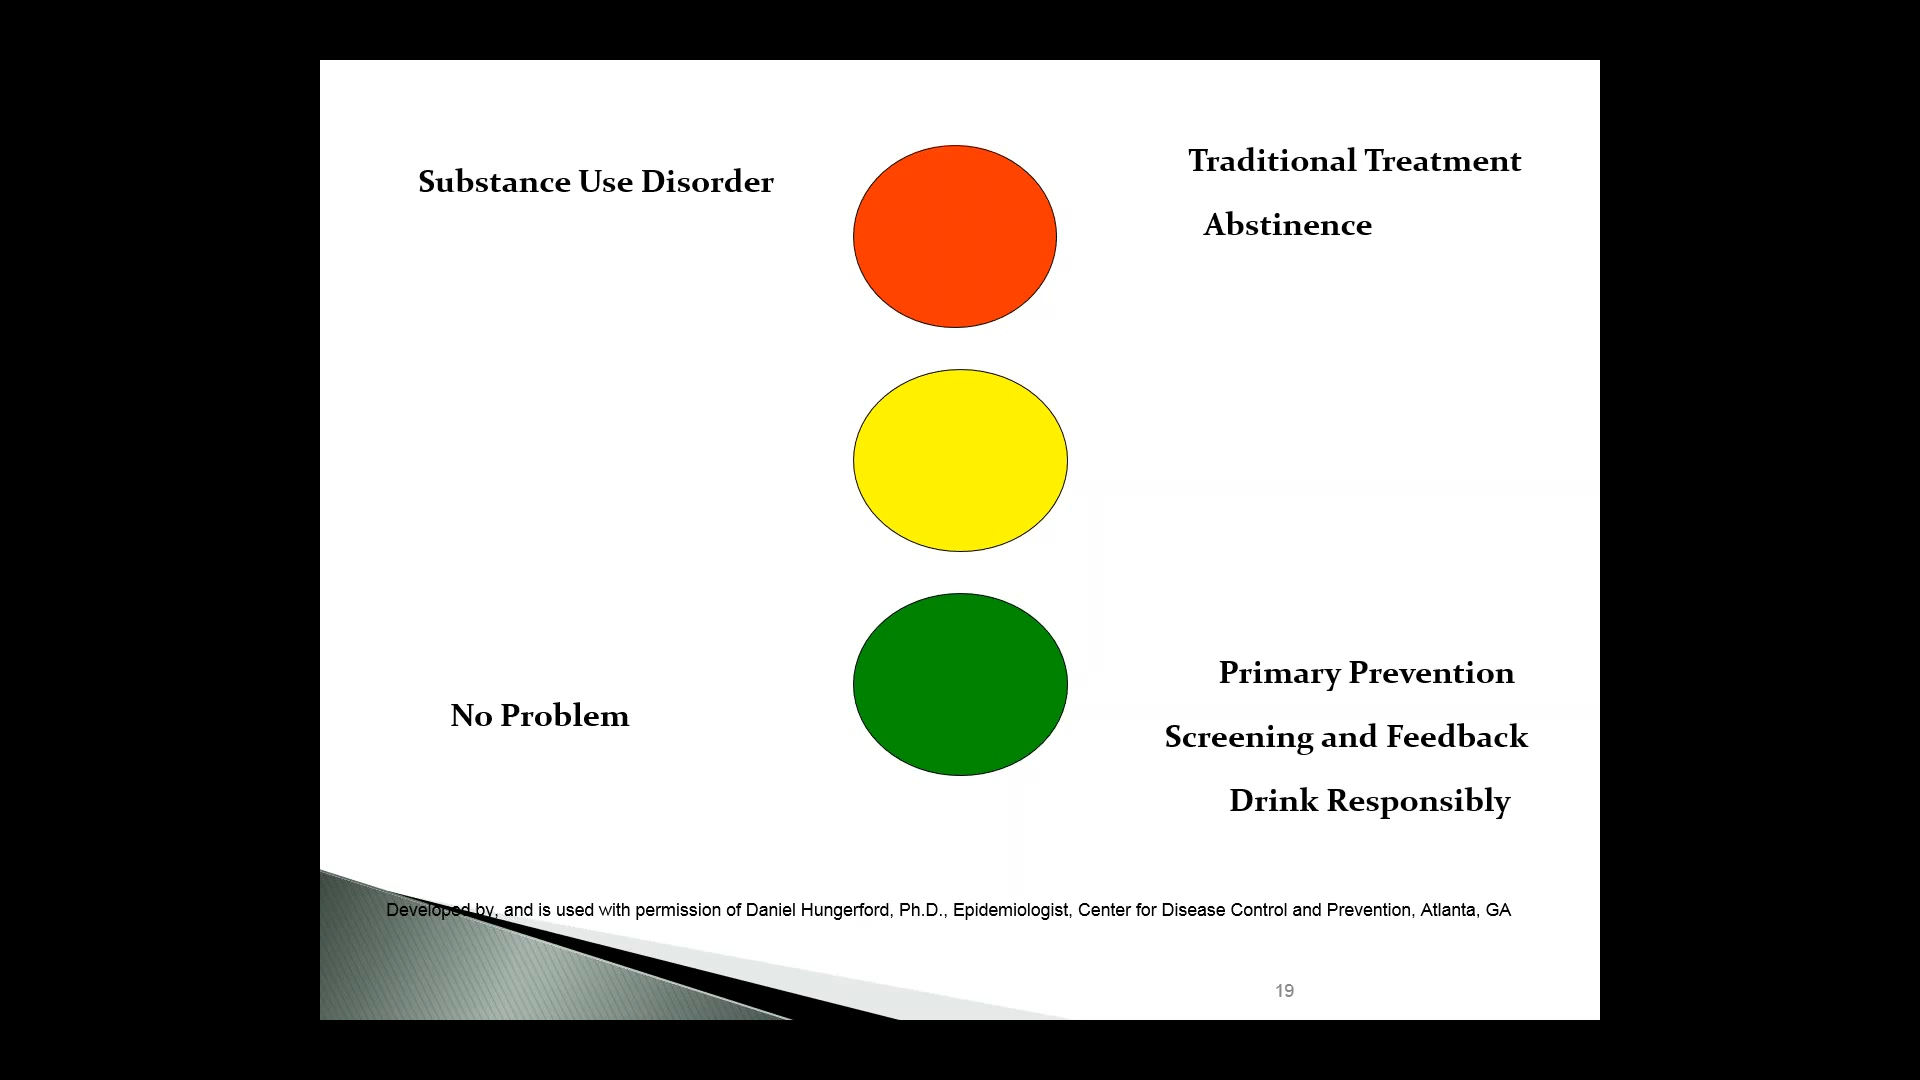 Substance Use Disorder
Traditional Treatment
Abstinence
No Problem
Primary Prevention
Screening and Feedback
Drink Responsibly
Developed by, and is used with permission of Daniel Hungerford, Ph.D., Epidemiologist, Center for Disease Control and Prevention, Atlanta, GA
19